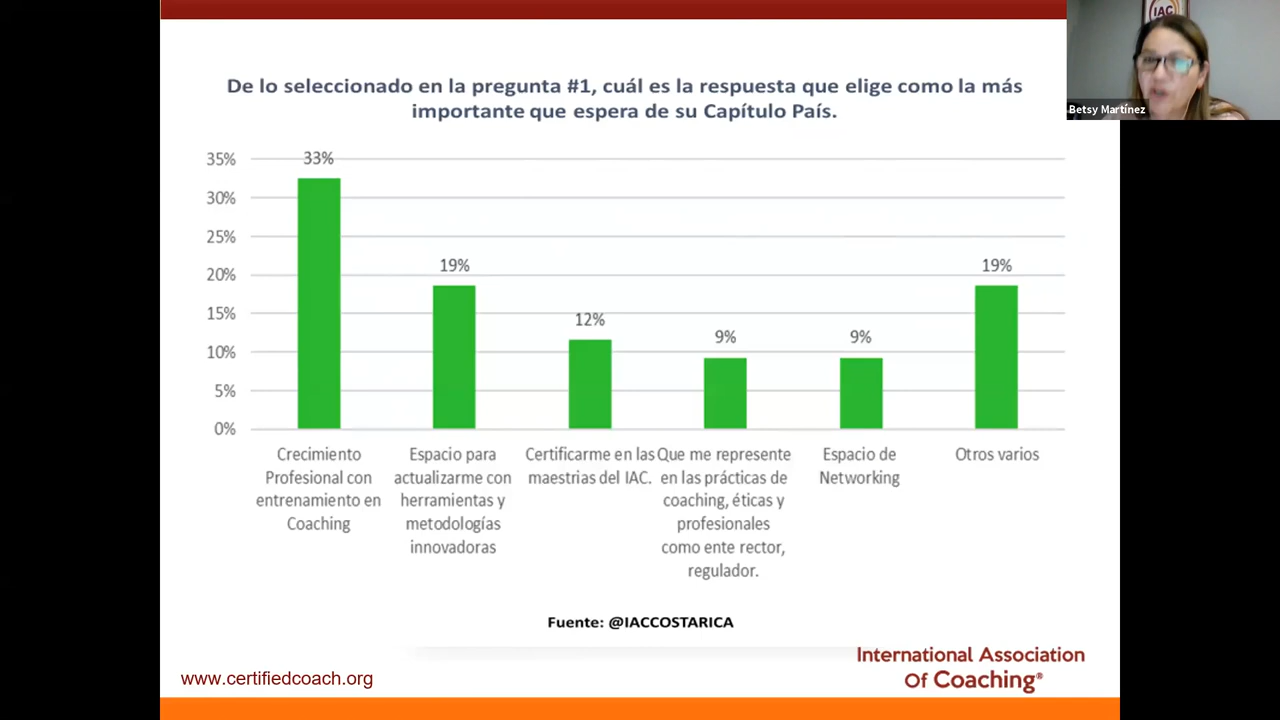 IAC
Betsy Martínez
De lo seleccionado en la pregunta #1, cuál es la respuesta que elige como la más
importante que espera de su Capítulo País.
35%
30%
25%
20%
15%
10%
5%
0%
33%
19%
12%
9%
9%
19%
Crecimiento
Profesional con
entrenamiento en
Coaching
Espacio para
actualizarme con
herramientas y
metodologías
innovadoras
Certificarme en las
maestrias del IAC.
Que me represente
en las prácticas de
coaching, éticas y
profesionales
como ente rector,
regulador.
Espacio de
Networking
Otros varios
Fuente: @IACCOSTARICA
www.certifiedcoach.org
International Association
Of Coaching®